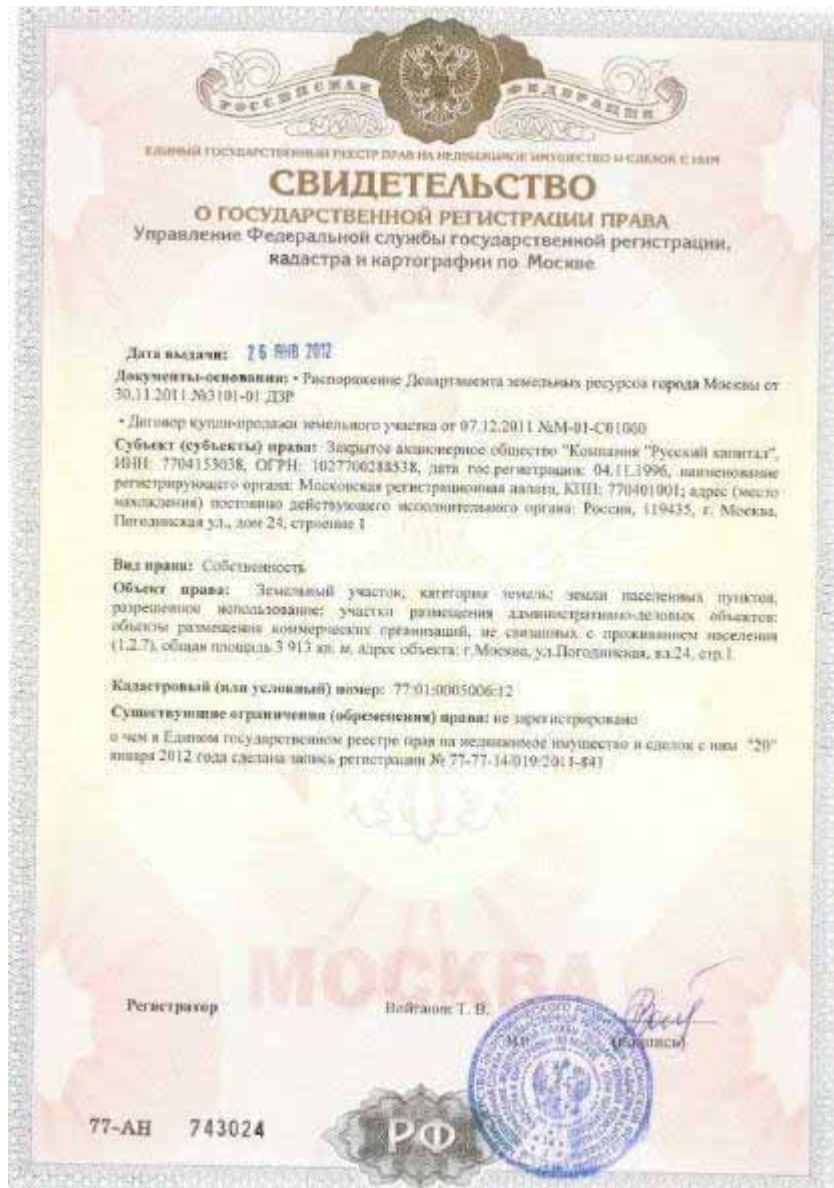 РОССИЙСКАЯ ФЕДЕРАЦИЯ
ЕДИНЫЙ ГОСУДАРСТВЕННЫЙ РЕЕСТР ПРАВ НА НЕДВИЖИМОЕ ИМУЩЕСТВО И СДЕЛОК С НИМ
СВИДЕТЕЛЬСТВО
О ГОСУДАРСТВЕННОЙ РЕГИСТРАЦИИ ПРАВА
Управление Федеральной службы государственной регистрации,
кадастра и картографии по Москве
Дата выдачи: 26 ЯНВ 2012
Документы-основания: • Распоряжение Департамента земельных ресурсов города Москвы от
30.11.2011 №3101-01 ДЗР
• Договор купли-продажи земельного участка от 07.12.2011 №М-01-С01060
Субъект (субъекты) права: Закрытое акционерное общество "Компания "Русский капитал",
ИНН: 7704153038, ОГРН: 1027700288538, дата гос.регистрации: 04.11.1996, наименование
регистрирующего органа: Московская регистрационная палата, КПП: 770401001; адрес (место
нахождения) постоянно действующего исполнительного органа: Россия, 119435, г. Москва,
Погодинская ул., дом 24, строение 1
Вид права: Собственность
Объект права: Земельный участок, категория земель: земли населенных пунктов,
разрешенное использование: участки размещения административно-деловых объектов:
объекты размещения коммерческих организаций, не связанных с проживанием населения
(1.2.7), общая площадь 3 913 кв. м, адрес объекта: г.Москва, ул.Погодинская, вл.24, стр.1
Кадастровый (или условный) номер: 77:01:0005006:12
Существующие ограничения (обременения) права: не зарегистрировано
о чем в Едином государственном реестре прав на недвижимое имущество и сделок с ним "20"
января 2012 года сделана запись регистрации № 77-77-14/019/2011-841
МОСКВА
Регистратор Войтаник Т. В.
М.П. (подпись)
77-АН 743024
РФ